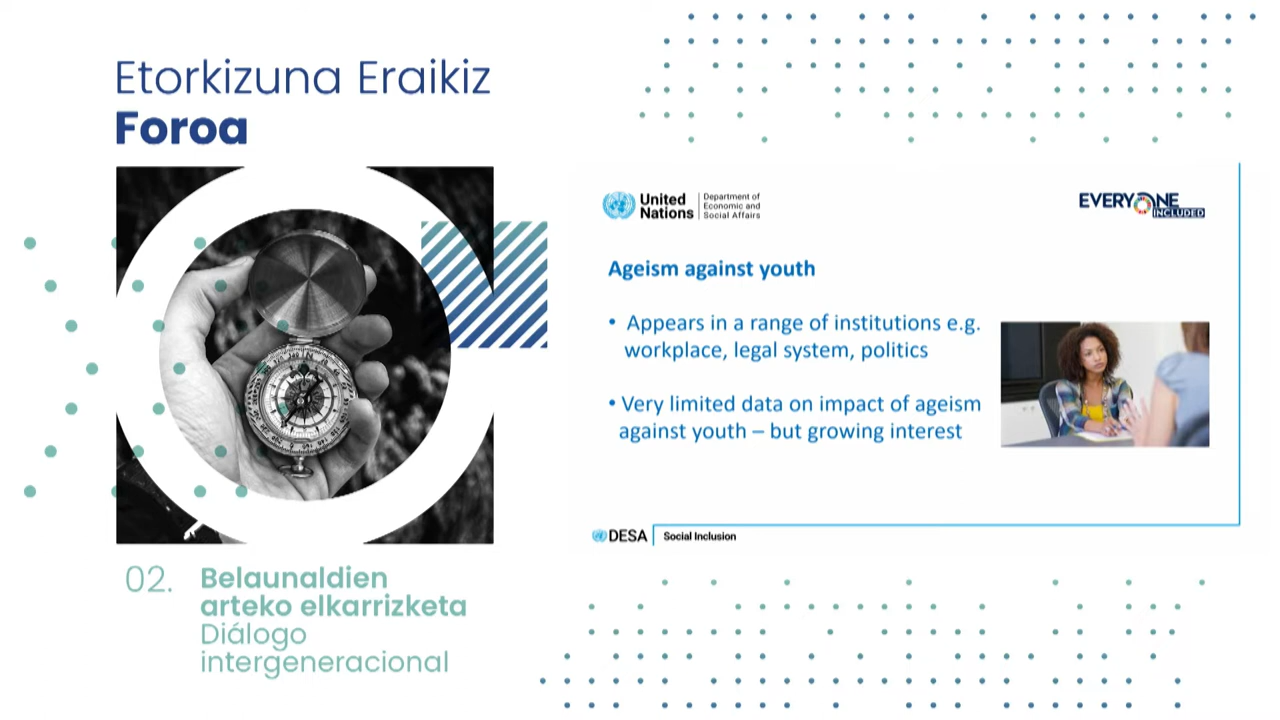 Etorkizuna Eraikiz
Foroa
United
Nations
Department of
Economic and
Social Affairs
EVERYONE
INCLUDED
Ageism against youth
• Appears in a range of institutions e.g.
workplace, legal system, politics
• Very limited data on impact of ageism
against youth – but growing interest
DESA
Social Inclusion
02.
Belaunaldien
arteko elkarrizketa
Diálogo
intergeneracional